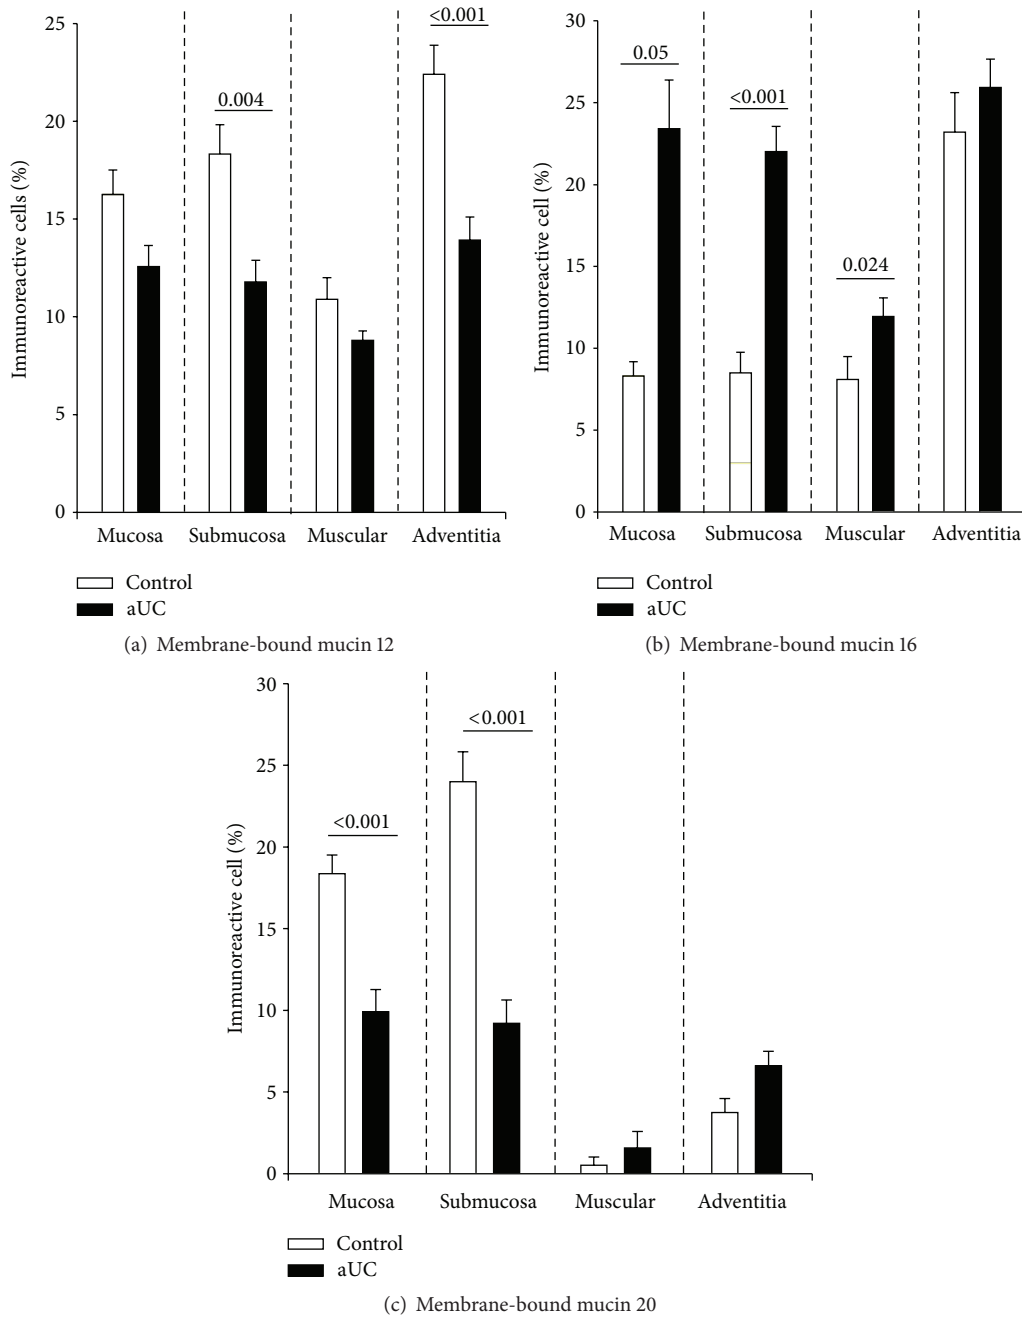 25
20
15
10
5
0
Immunoreactive cells (%)
0.004
<0.001
Mucosa Submucosa Muscular Adventitia
Control
aUC
(a) Membrane-bound mucin 12
30
25
20
15
10
5
0
Immunoreactive cell (%)
0.05
<0.001
0.024
Mucosa Submucosa Muscular Adventitia
Control
aUC
(b) Membrane-bound mucin 16
30
25
20
15
10
5
0
Immunoreactive cell (%)
<0.001
<0.001
Mucosa Submucosa Muscular Adventitia
Control
aUC
(c) Membrane-bound mucin 20